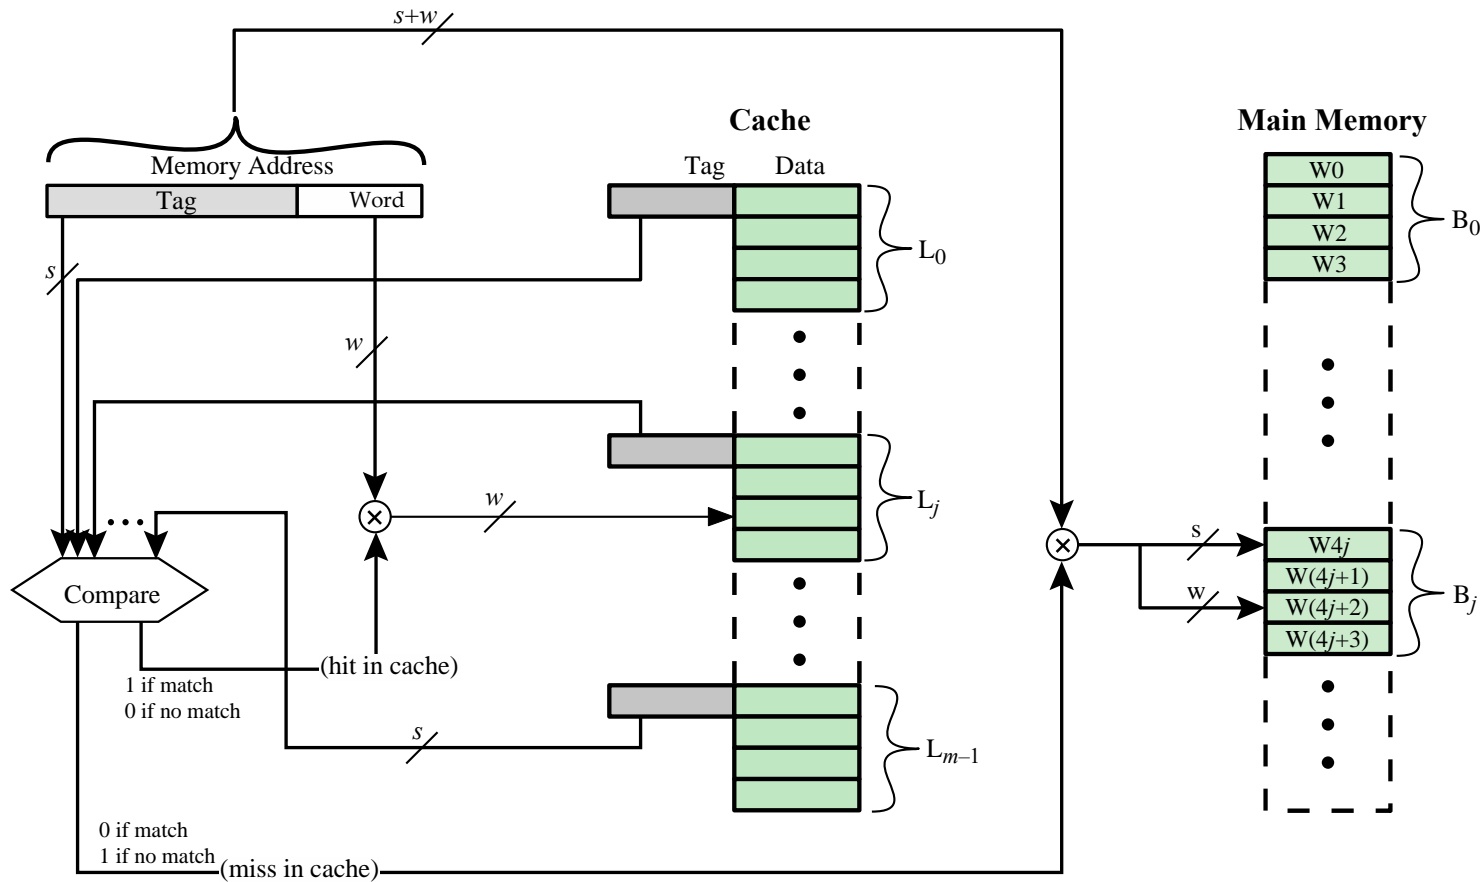 s+w
Cache
Main Memory
Memory Address
Tag Data
Tag Word
W0
W1
W2
W3
B0
L0
s
w
Lj
w
s
w
W4j
W(4j+1)
W(4j+2)
W(4j+3)
Bj
Compare
(hit in cache)
1 if match
0 if no match
s
Lm–1
0 if match
1 if no match
(miss in cache)